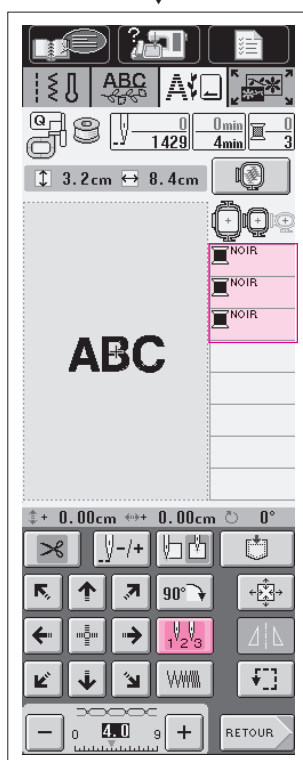 ?
ABC
A
Q
0 0min 0
1429 4min 3
3.2cm 8.4cm
NOIR
NOIR
NOIR
ABC
+ 0.00cm + 0.00cm 0°
-/+
90°
1 2 3
- 0 4.0 9 +
RETOUR